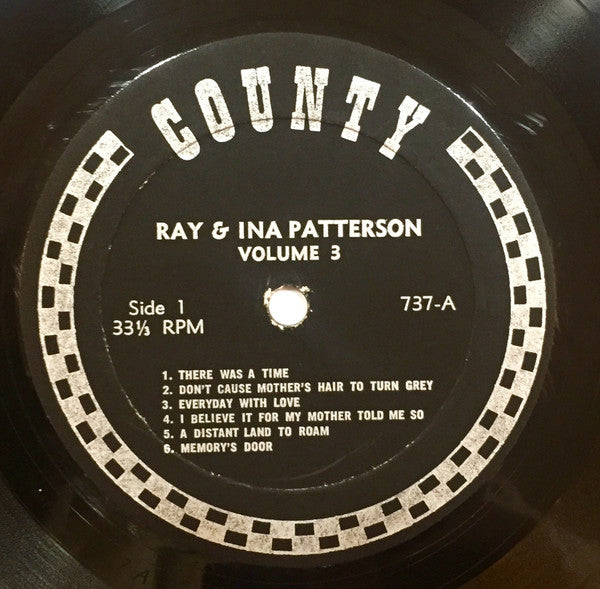 COUNTY
RAY & INA PATTERSON
VOLUME 3
Side 1
33⅓ RPM
737-A
1. THERE WAS A TIME
2. DON'T CAUSE MOTHER'S HAIR TO TURN GREY
3. EVERYDAY WITH LOVE
4. I BELIEVE IT FOR MY MOTHER TOLD ME SO
5. A DISTANT LAND TO ROAM
6. MEMORY'S DOOR